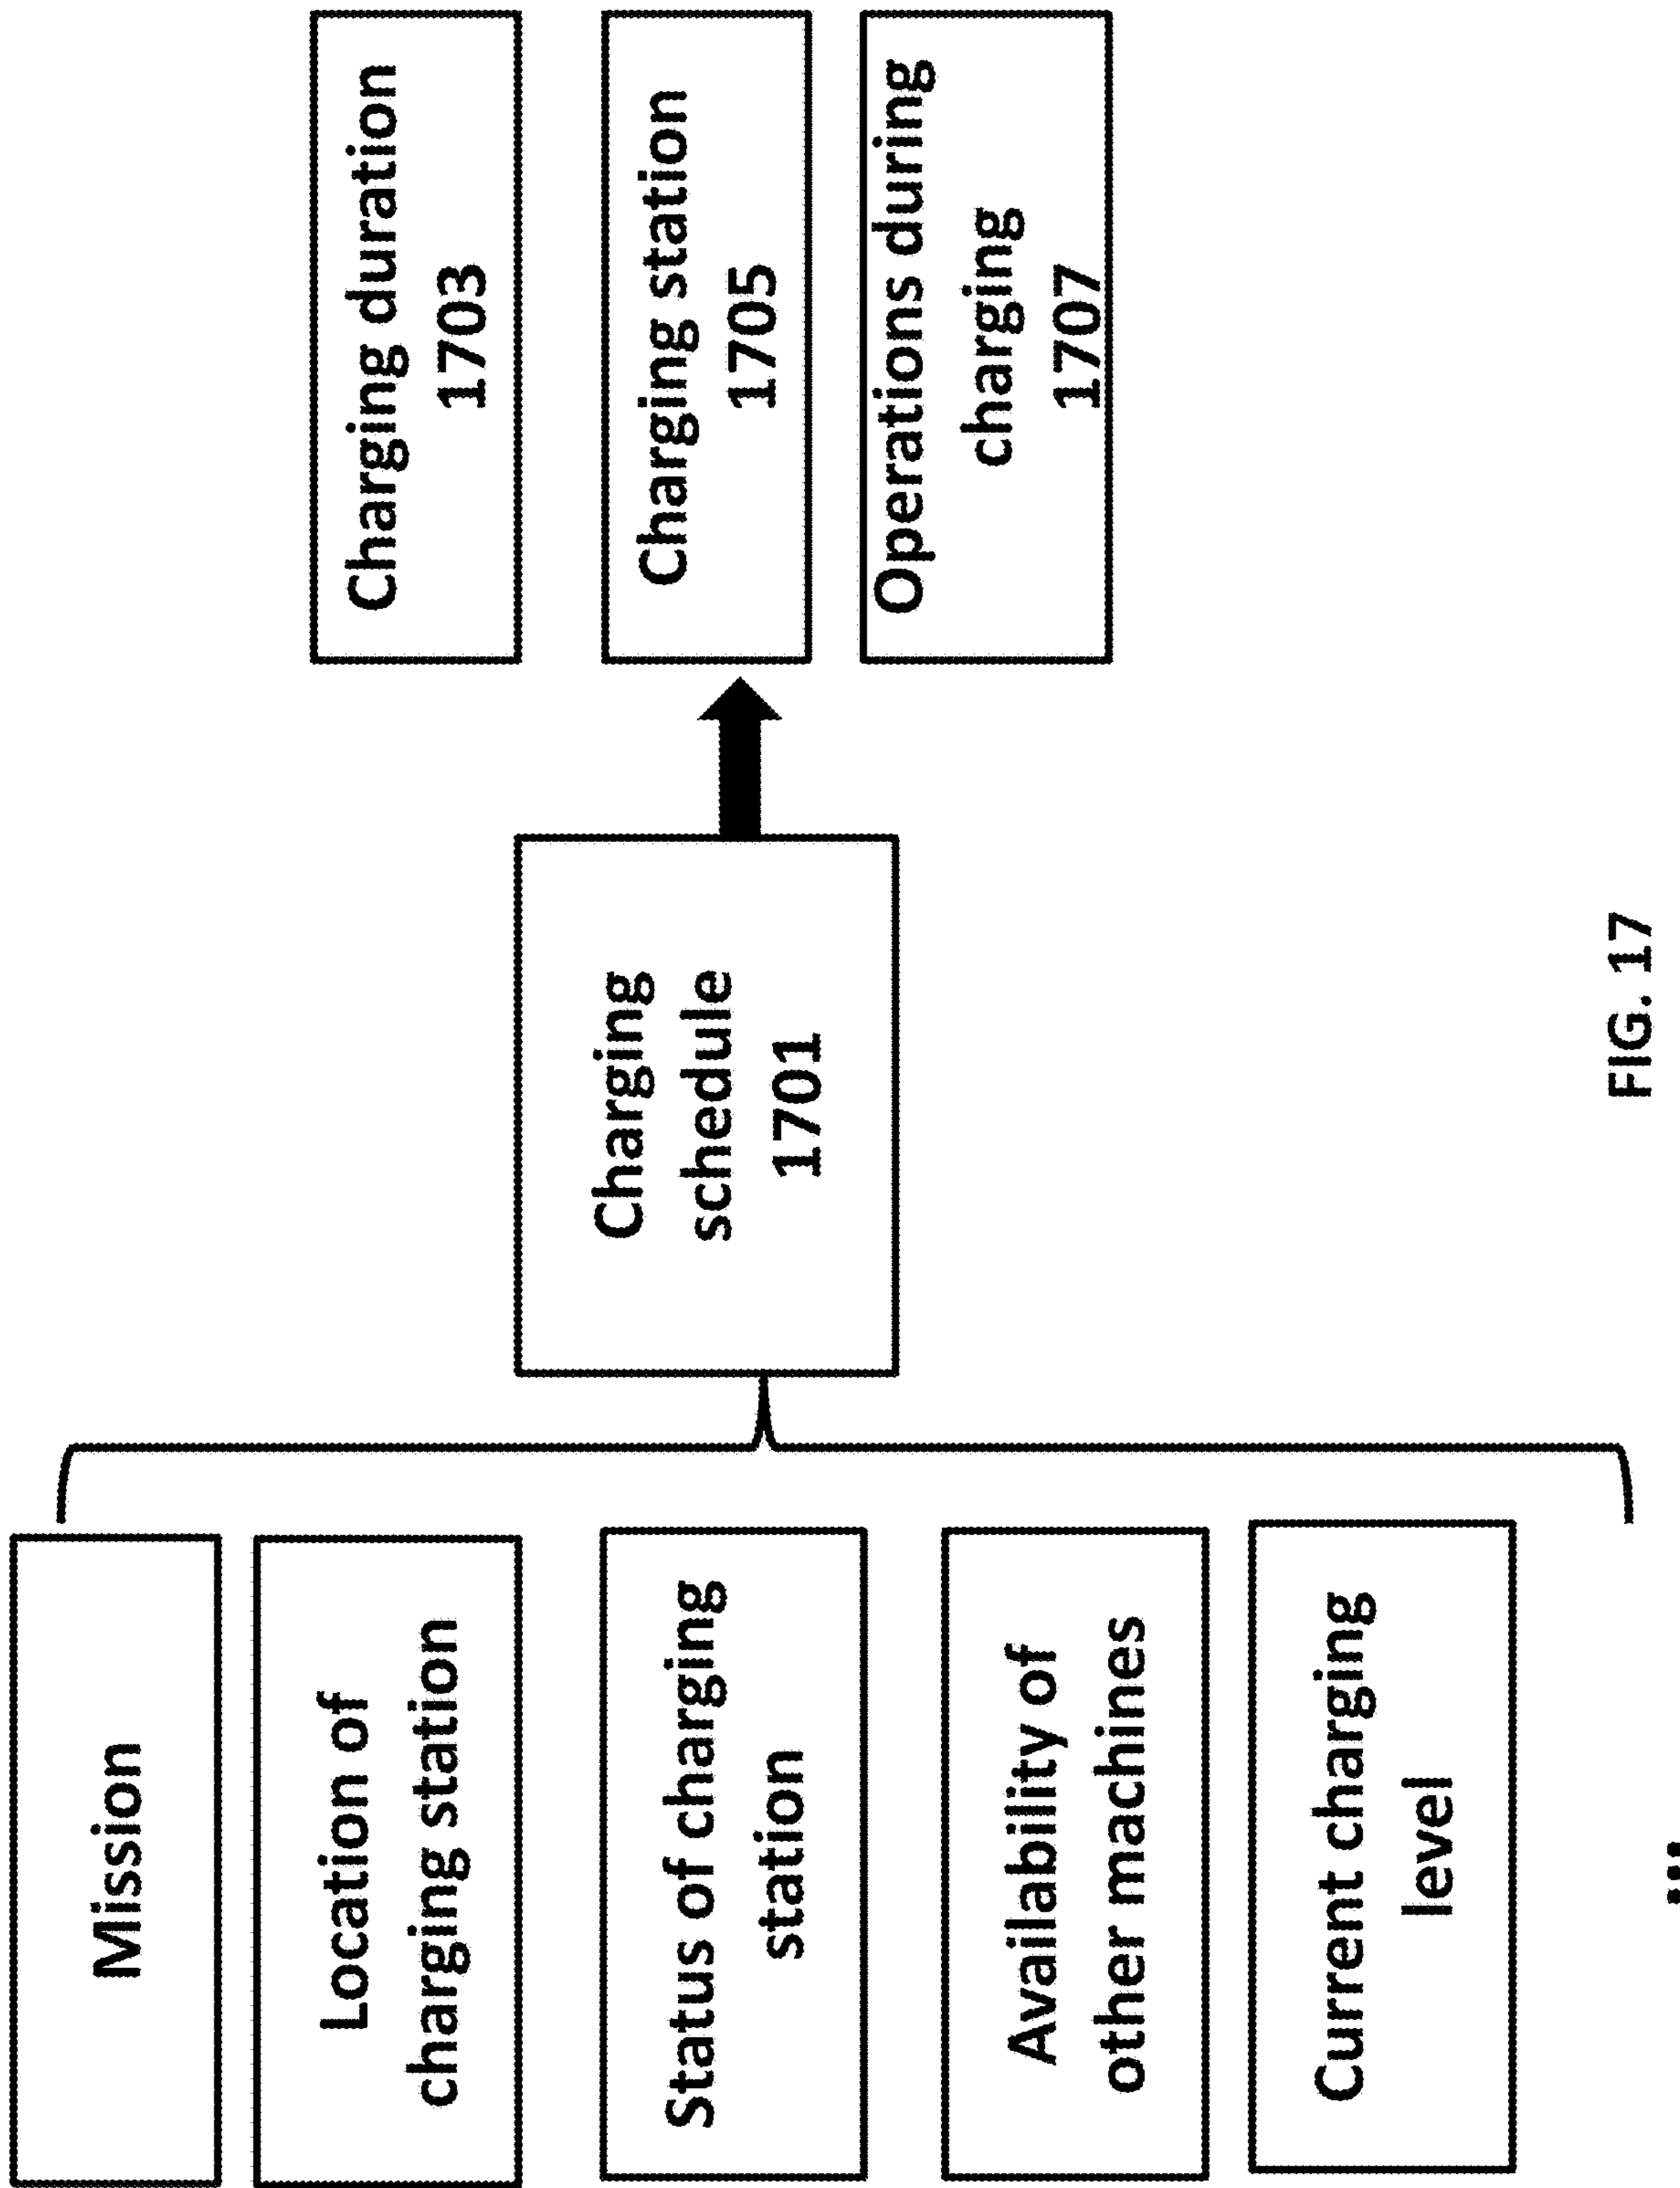 Mission
Location of
charging station
Status of charging
station
Availability of
other machines
Current charging
level
...
Charging
schedule
1701
Charging duration
1703
Charging station
1705
Operations during
charging
1707
FIG. 17